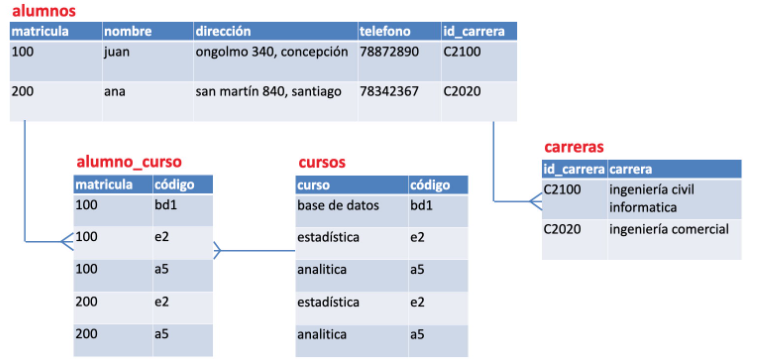 alumnos
matricula nombre dirección telefono id_carrera
100 juan ongolmo 340, concepción 78872890 C2100
200 ana san martín 840, santiago 78342367 C2020
alumno_curso
matricula código
100 bd1
100 e2
100 a5
200 e2
200 a5
cursos
curso código
base de datos bd1
estadística e2
analitica a5
estadística e2
analitica a5
carreras
id_carrera carrera
C2100 ingeniería civil
informatica
C2020 ingeniería comercial